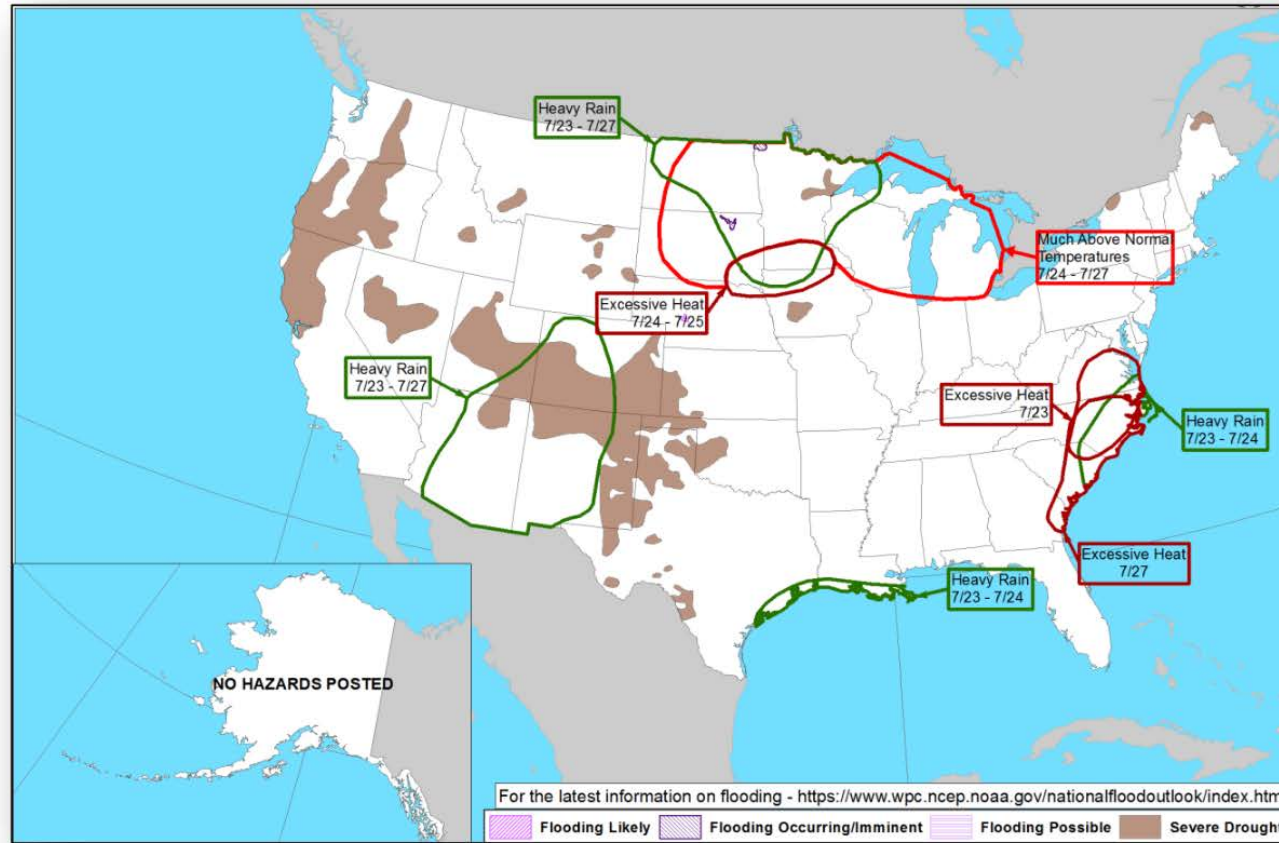 Heavy Rain
7/23 - 7/27
Much Above Normal
Temperatures
7/24 - 7/27
Excessive Heat
7/24 - 7/25
Heavy Rain
7/23 - 7/27
Excessive Heat
7/23
Heavy Rain
7/23 - 7/24
Excessive Heat
7/27
Heavy Rain
7/23 - 7/24
NO HAZARDS POSTED
For the latest information on flooding - https://www.wpc.ncep.noaa.gov/nationalfloodoutlook/index.htm
Flooding Likely Flooding Occurring/Imminent Flooding Possible Severe Drought